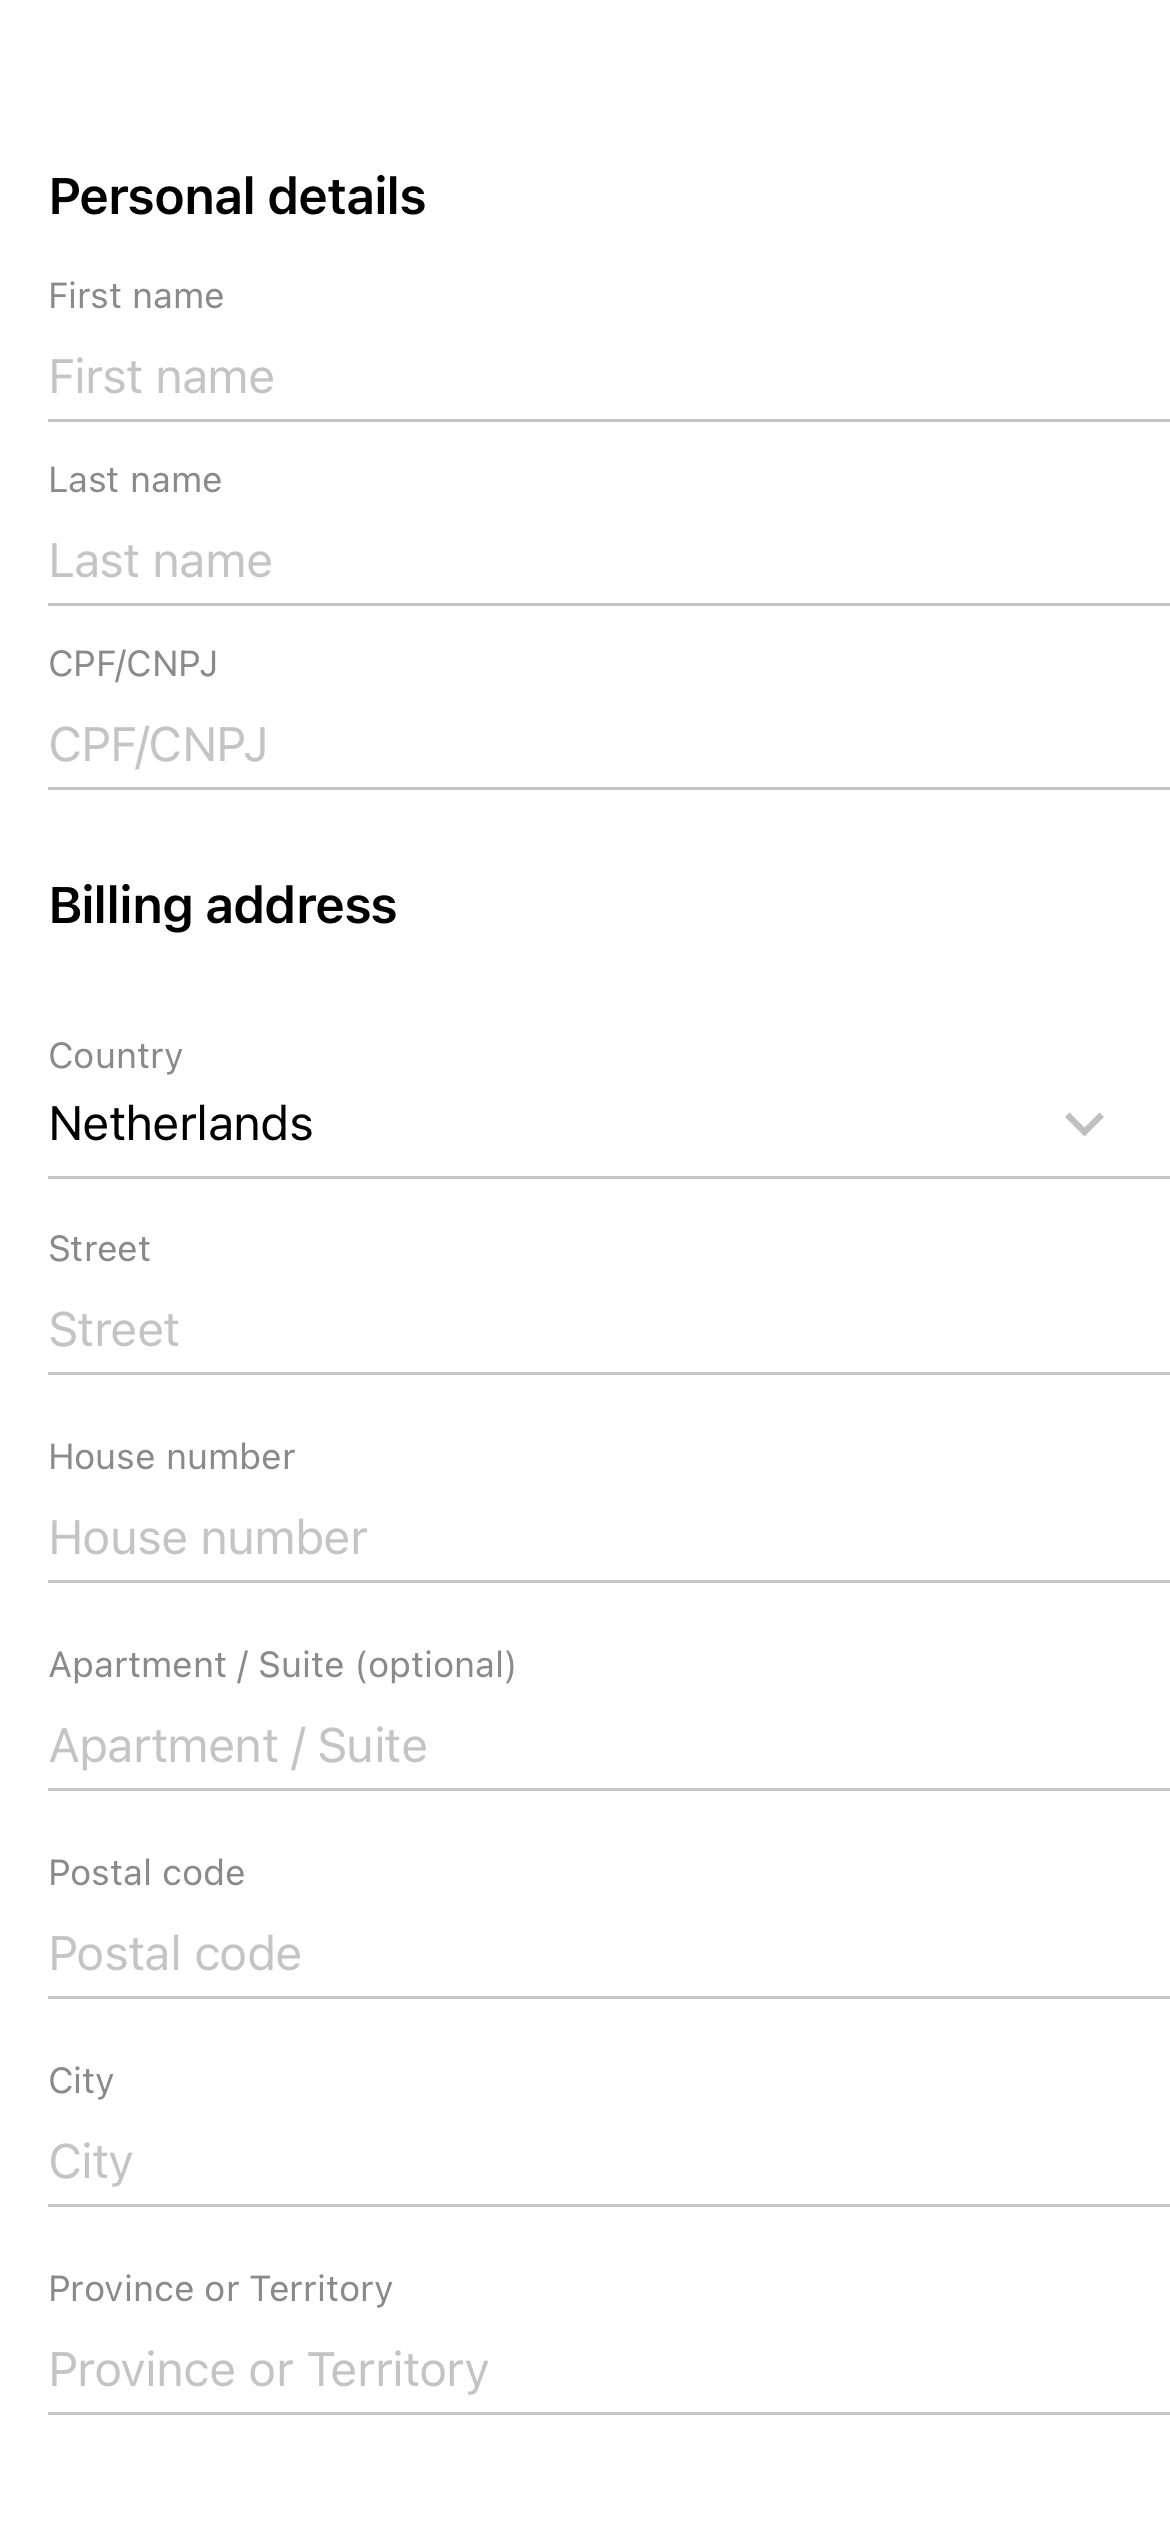 Personal details
First name
First name
Last name
Last name
CPF/CNPJ
CPF/CNPJ
Billing address
Country
Netherlands
Street
Street
House number
House number
Apartment / Suite (optional)
Apartment / Suite
Postal code
Postal code
City
City
Province or Territory
Province or Territory